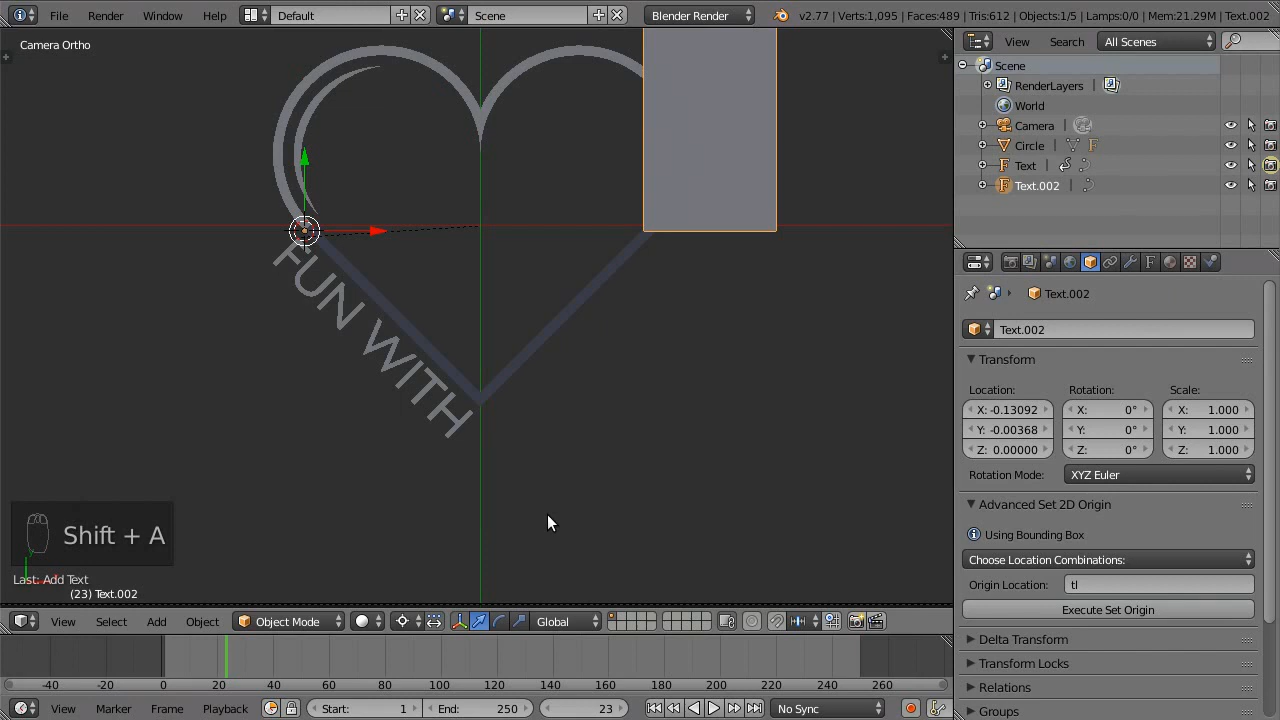 File Render Window Help Default Scene Blender Render v2.77 | Verts:1,095 | Faces:489 | Tris:612 | Objects:1/5 | Lamps:0/0 | Mem:21.29M | Text.002
Camera Ortho
View Search All Scenes
Scene
RenderLayers
World
Camera
Circle
Text
Text.002
FUN WITH
Text.002
Text.002
Transform
Location: Rotation: Scale:
X: -0.13092 X: 0° X: 1.000
Y: -0.00368 Y: 0° Y: 1.000
Z: 0.00000 Z: 0° Z: 1.000
Rotation Mode: XYZ Euler
Advanced Set 2D Origin
Using Bounding Box
Choose Location Combinations:
Origin Location: tl
Execute Set Origin
Delta Transform
Transform Locks
Relations
Groups
Shift + A
Last: Add Text
(23) Text.002
View Select Add Object Object Mode Global
-40 -20 0 20 40 60 80 100 120 140 160 180 200 220 240 260
View Marker Frame Playback Start: 1 End: 250 23 No Sync